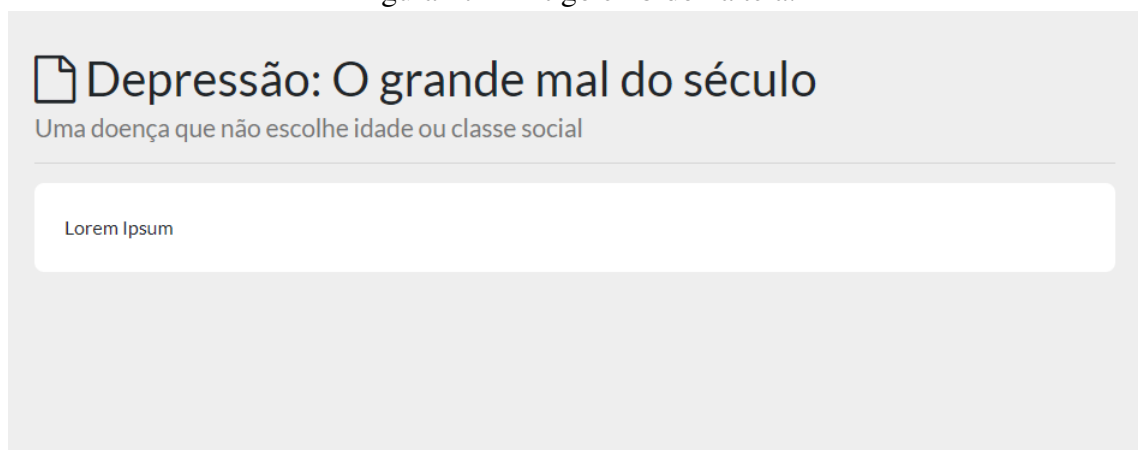 Depressão: O grande mal do século
Uma doença que não escolhe idade ou classe social
Lorem Ipsum